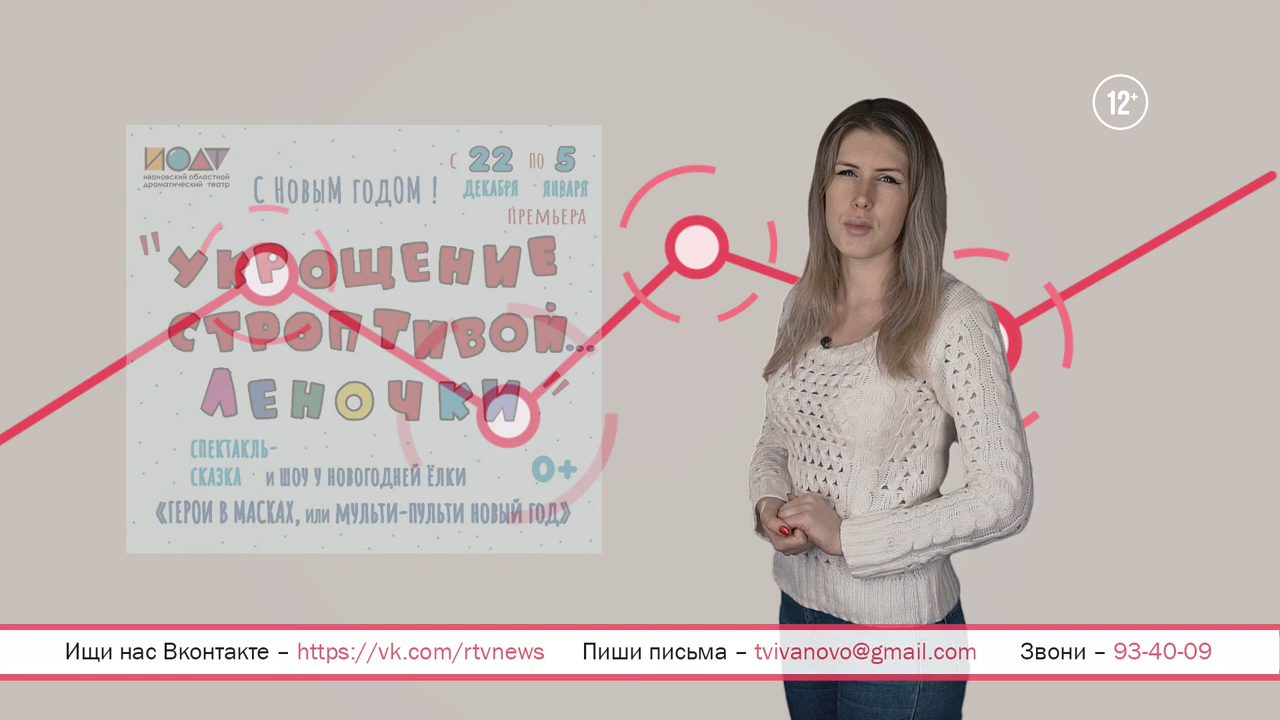 12+
ИОДТ
ивановский областной
драматический театр
С НОВЫМ ГОДОМ !
С 22 ПО 5
ДЕКАБРЯ · ЯНВАРЯ
ПРЕМЬЕРА
"УКРОЩЕНИЕ
СТРОПТИВОЙ...
ЛЕНОЧКИ"
СПЕКТАКЛЬ-
СКАЗКА и ШОУ У НОВОГОДНЕЙ ЁЛКИ
0+
«ГЕРОИ В МАСКАХ, или МУЛЬТИ-ПУЛЬТИ НОВЫЙ ГОД»
Ищи нас Вконтакте – https://vk.com/rtvnews Пиши письма – tvivanovo@gmail.com Звони – 93-40-09